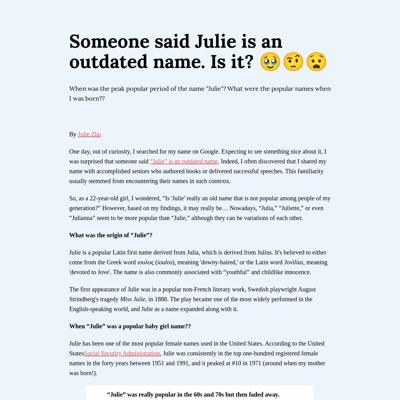 Someone said Julie is an
outdated name. Is it? 🥹🤨😧
When was the peak popular period of the name "Julie"? What were the popular names when
I was born??
By Julie Zhu
One day, out of curiosity, I searched for my name on Google. Expecting to see something nice about it, I
was surprised that someone said "Julie" is an outdated name. Indeed, I often discovered that I shared my
name with accomplished seniors who authored books or delivered successful speeches. This familiarity
usually stemmed from encountering their names in such contexts.
So, as a 22-year-old girl, I wondered, “Is 'Julie' really an old name that is not popular among people of my
generation?” However, based on my findings, it may really be… Nowadays, “Julia,” “Juliette,” or even
“Julianna” seem to be more popular than “Julie,” although they can be variations of each other.
What was the origin of “Julie”?
Julie is a popular Latin first name derived from Julia, which is derived from Julius. It's believed to either
come from the Greek word ιουλος (ioulos), meaning 'downy-haired,' or the Latin word Jovilius, meaning
'devoted to Jove'. The name is also commonly associated with “youthful” and childlike innocence.
The first appearance of Julie was in a popular non-French literary work, Swedish playwright August
Strindberg's tragedy Miss Julie, in 1888. The play became one of the most widely performed in the
English-speaking world, and Julie as a name expanded along with it.
When “Julie” was a popular baby girl name??
Julie has been one of the most popular female names used in the United States. According to the United
StatesSocial Security Administration, Julie was consistently in the top one-hundred registered female
names in the forty years between 1951 and 1991, and it peaked at #10 in 1971 (around when my mother
was born!).
“Julie” was really popular in the 60s and 70s but then faded away.